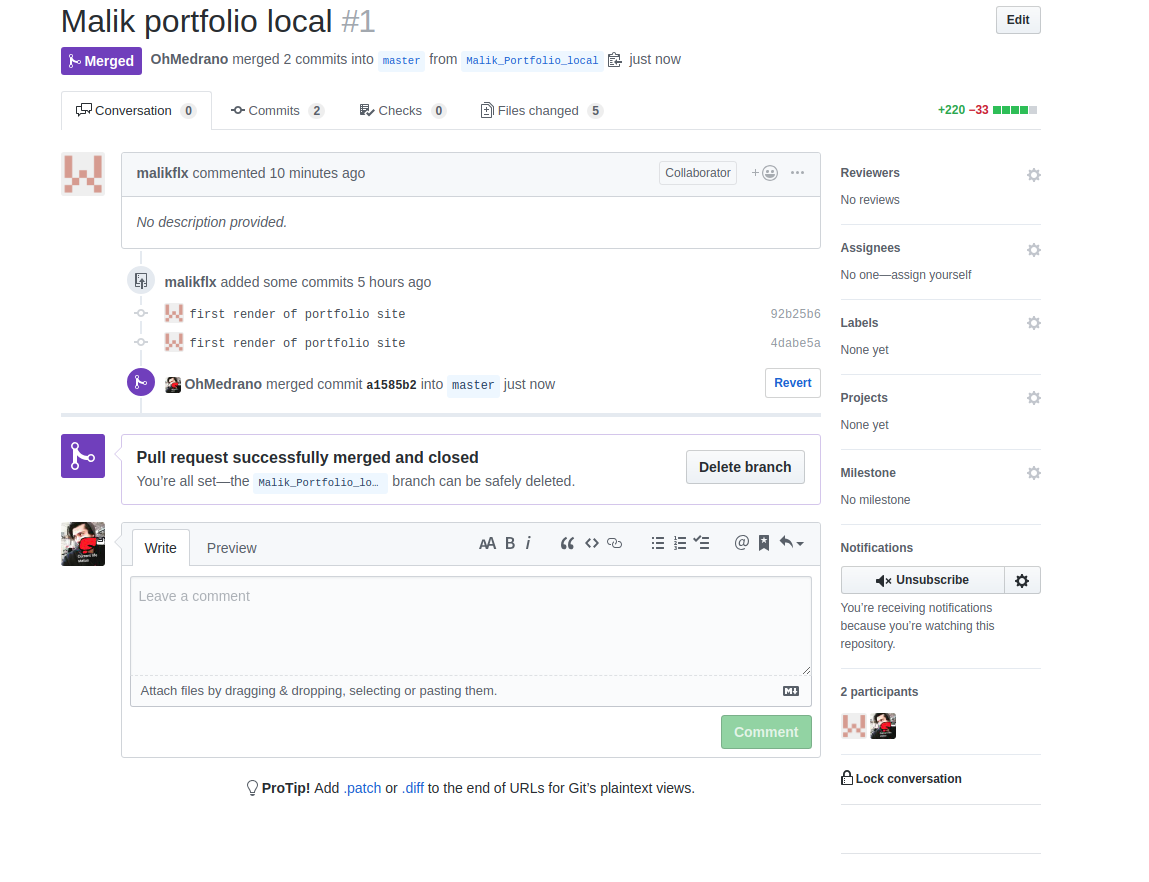 Malik portfolio local #1
Edit
Merged
OhMedrano merged 2 commits into master from Malik_Portfolio_local just now
Conversation 0
Commits 2
Checks 0
Files changed 5
+220 −33
malikflx commented 10 minutes ago
Collaborator
No description provided.
malikflx added some commits 5 hours ago
first render of portfolio site 92b25b6
first render of portfolio site 4dabe5a
OhMedrano merged commit a1585b2 into master just now
Revert
Pull request successfully merged and closed
You’re all set—the Malik_Portfolio_lo… branch can be safely deleted.
Delete branch
Write
Preview
AA B i
Leave a comment
Attach files by dragging & dropping, selecting or pasting them.
Comment
ProTip! Add .patch or .diff to the end of URLs for Git’s plaintext views.
Reviewers
No reviews
Assignees
No one—assign yourself
Labels
None yet
Projects
None yet
Milestone
No milestone
Notifications
Unsubscribe
You’re receiving notifications
because you’re watching this
repository.
2 participants
Lock conversation